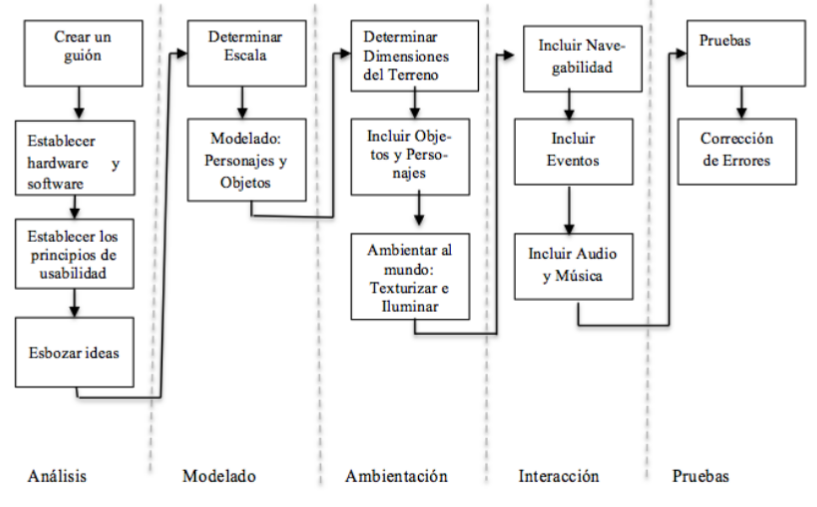 Crear un
guión
Establecer
hardware y
software
Establecer los
principios de
usabilidad
Esbozar ideas
Determinar
Escala
Modelado:
Personajes y
Objetos
Determinar
Dimensiones
del Terreno
Incluir Obje-
tos y Perso-
najes
Ambientar al
mundo:
Texturizar e
Iluminar
Incluir Nave-
gabilidad
Incluir
Eventos
Incluir Audio
y Música
Pruebas
Corrección
de Errores
Análisis
Modelado
Ambientación
Interacción
Pruebas